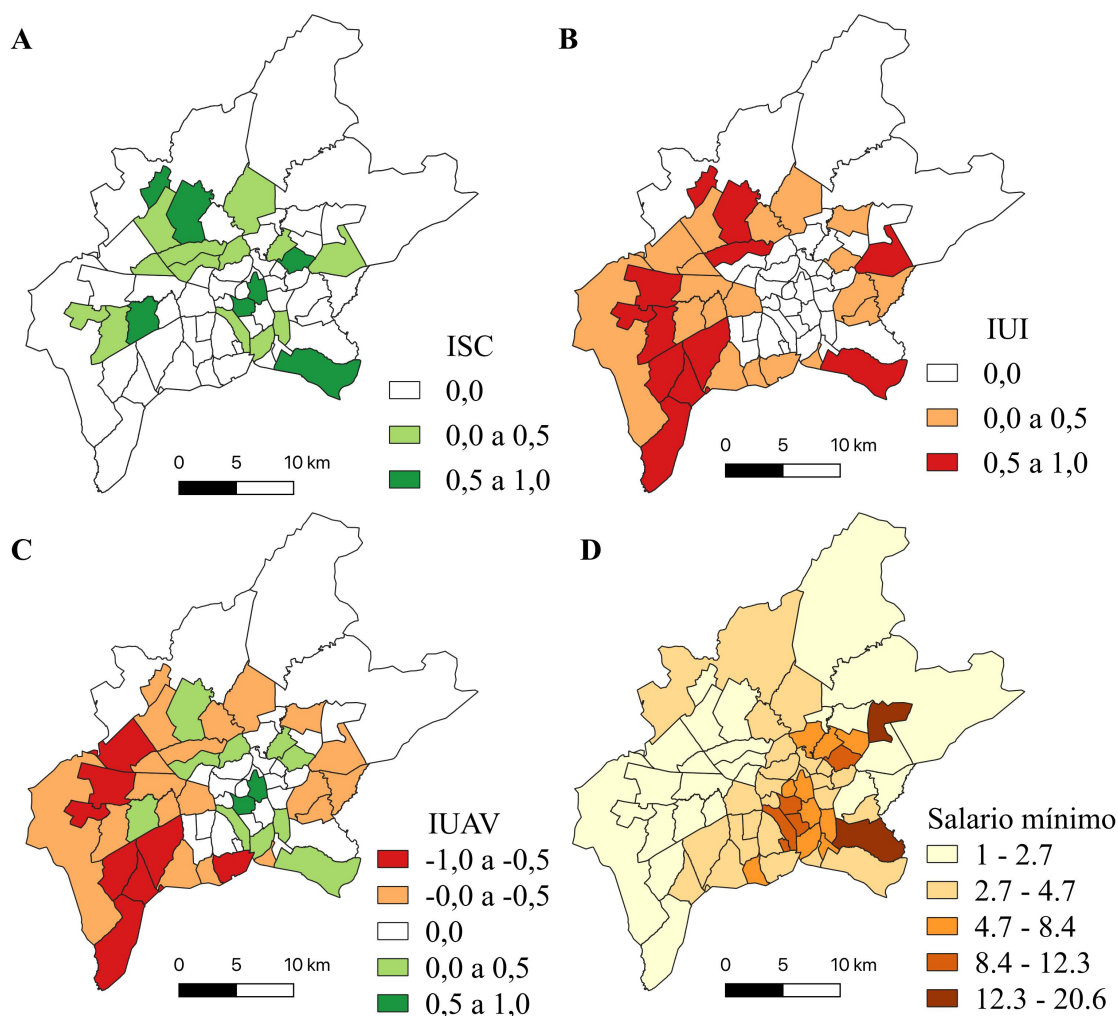 A
ISC
0,0
0,0 a 0,5
0,5 a 1,0
0 5 10 km
B
IUI
0,0
0,0 a 0,5
0,5 a 1,0
0 5 10 km
C
IUAV
-1,0 a -0,5
-0,0 a -0,5
0,0
0,0 a 0,5
0,5 a 1,0
0 5 10 km
D
Salario mínimo
1 - 2.7
2.7 - 4.7
4.7 - 8.4
8.4 - 12.3
12.3 - 20.6
0 5 10 km